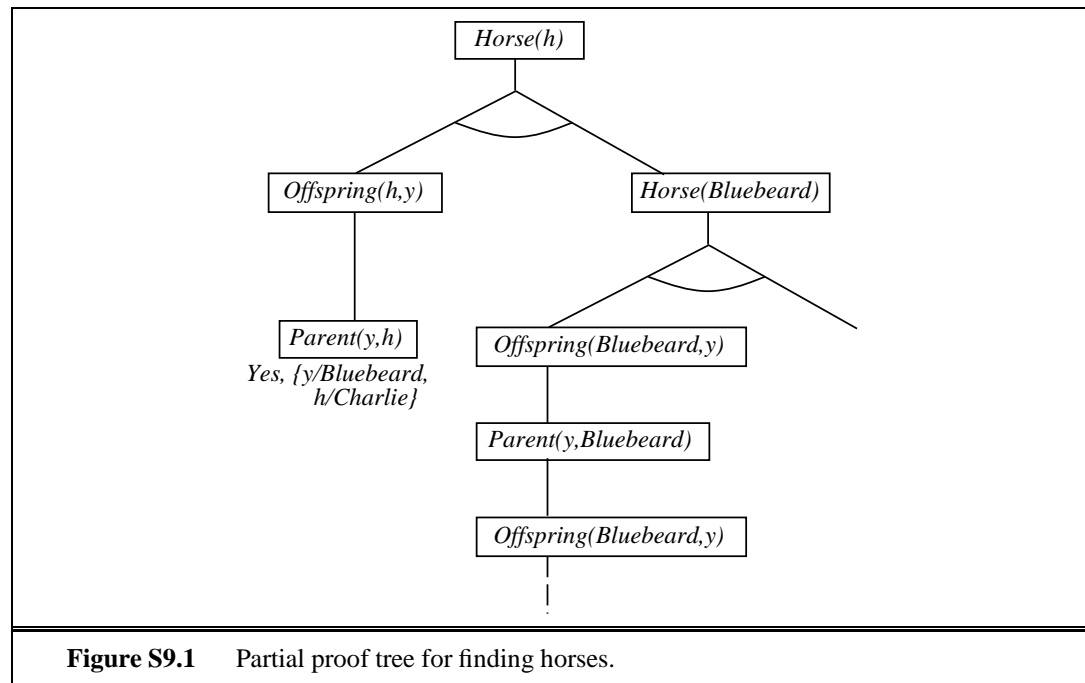 Horse(h)
Offspring(h,y)
Horse(Bluebeard)
Parent(y,h)
Yes, {y/Bluebeard,
h/Charlie}
Offspring(Bluebeard,y)
Parent(y,Bluebeard)
Offspring(Bluebeard,y)
Figure S9.1 Partial proof tree for finding horses.